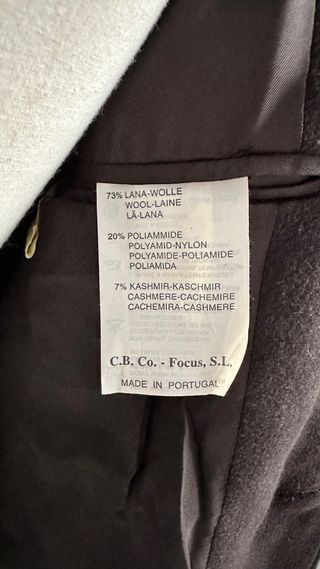 73% LANA-WOLLE
WOOL-LAINE
LÃ-LANA
20% POLIAMMIDE
POLYAMID-NYLON
POLYAMIDE-POLIAMIDE
POLIAMIDA
7% KASHMIR-KASCHMIR
CASHMERE-CACHEMIRE
CACHEMIRA-CASHMERE
C.B. Co. - Focus, S.L.
MADE IN PORTUGAL